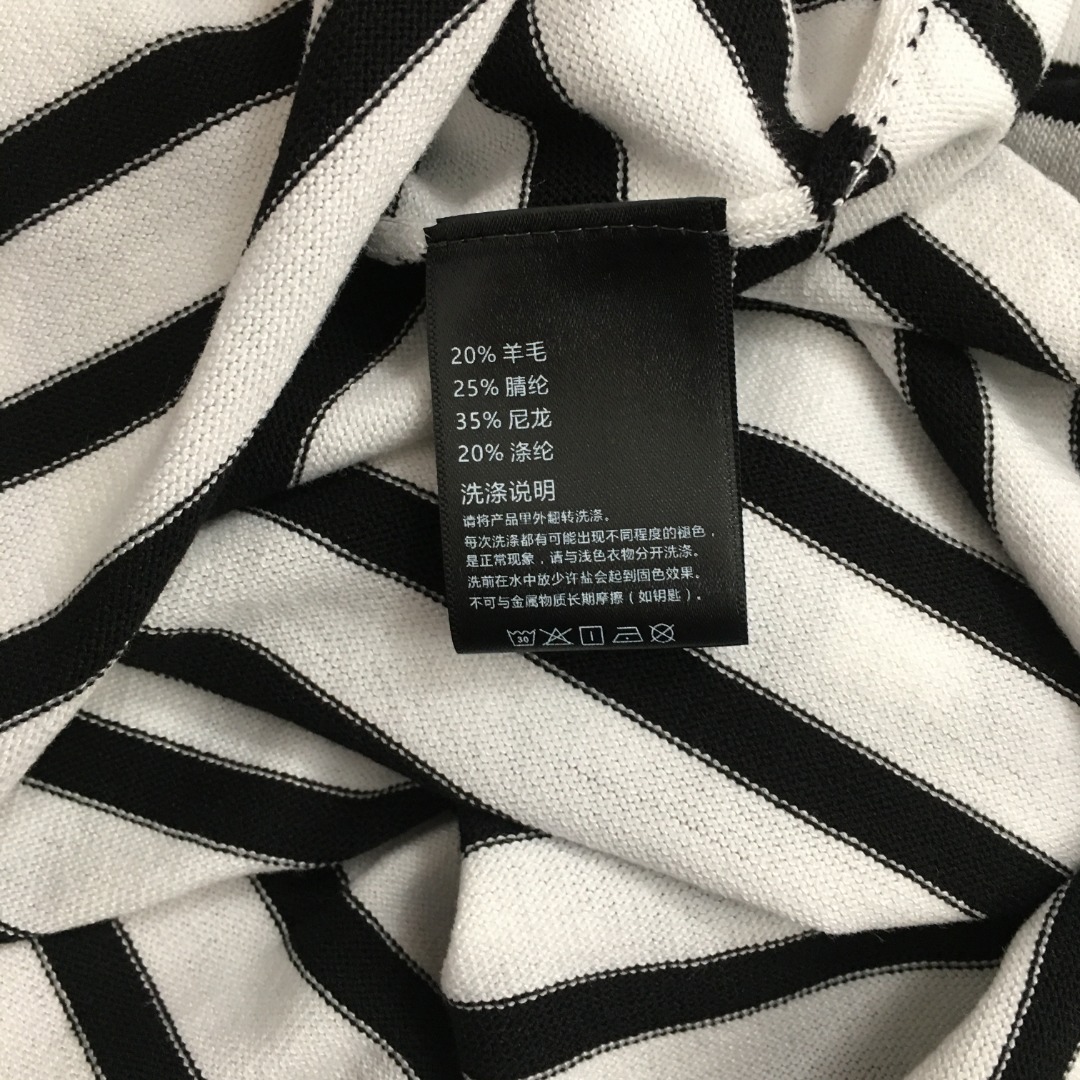 20% 羊毛
25% 腈纶
35% 尼龙
20% 涤纶
洗涤说明
请将产品里外翻转洗涤。
每次洗涤都有可能出现不同程度的褪色，
是正常现象，请与浅色衣物分开洗涤。
洗前在水中放少许盐会起到固色效果。
不可与金属物质长期摩擦（如钥匙）。
30